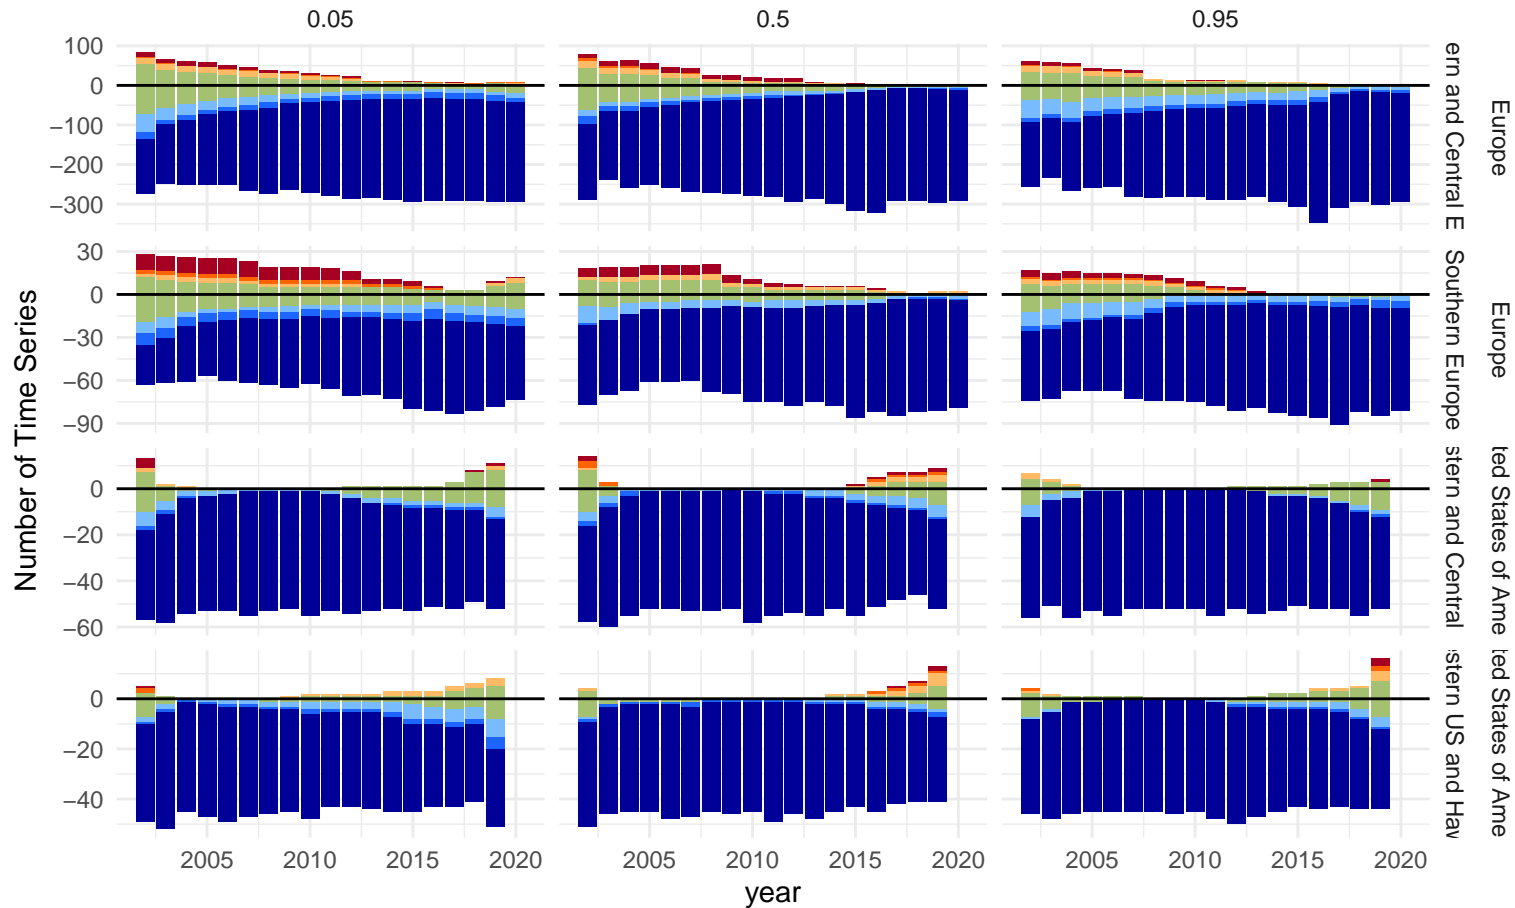 0.05 0.5 0.95
100
0
−100
−200
−300
ern and Central E
Europe
30
0
−30
−60
−90
Southern Europe
Europe
0
−20
−40
−60
stern and Central
ted States of Ame
0
−20
−40
stern US and Haw
ted States of Ame
Number of Time Series
2005 2010 2015 2020 2005 2010 2015 2020 2005 2010 2015 2020
year